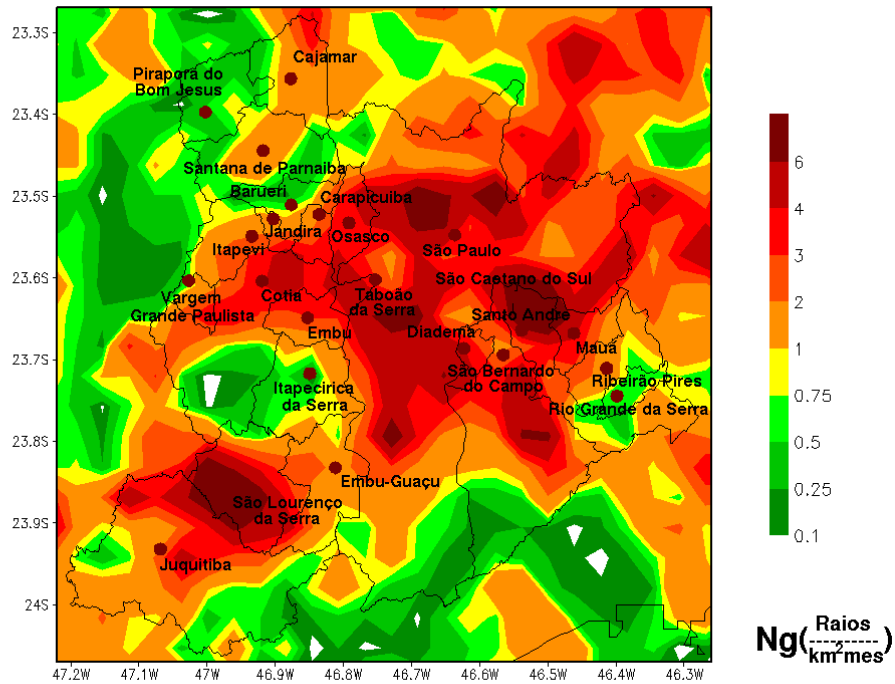 23.3S
Cajamar
Pirapora do
Bom Jesus
23.4S
Santana de Parnaiba
23.5S
Barueri
Carapicuiba
Jandira
Osasco
Itapevi
São Paulo
23.6S
Vargem
Grande Paulista
Cotia
Taboão
da Serra
São Caetano do Sul
Santo André
Embu
Diadema
Mauá
23.7S
São Bernardo
do Campo
Ribeirão Pires
Itapecirica
da Serra
Rio Grande da Serra
23.8S
Embu-Guaçu
São Lourenço
da Serra
23.9S
Juquitiba
24S
47.2W 47.1W 47W 46.9W 46.8W 46.7W 46.6W 46.5W 46.4W 46.3W
6
4
3
2
1
0.75
0.5
0.25
0.1
Ng(Raios
km²mes)